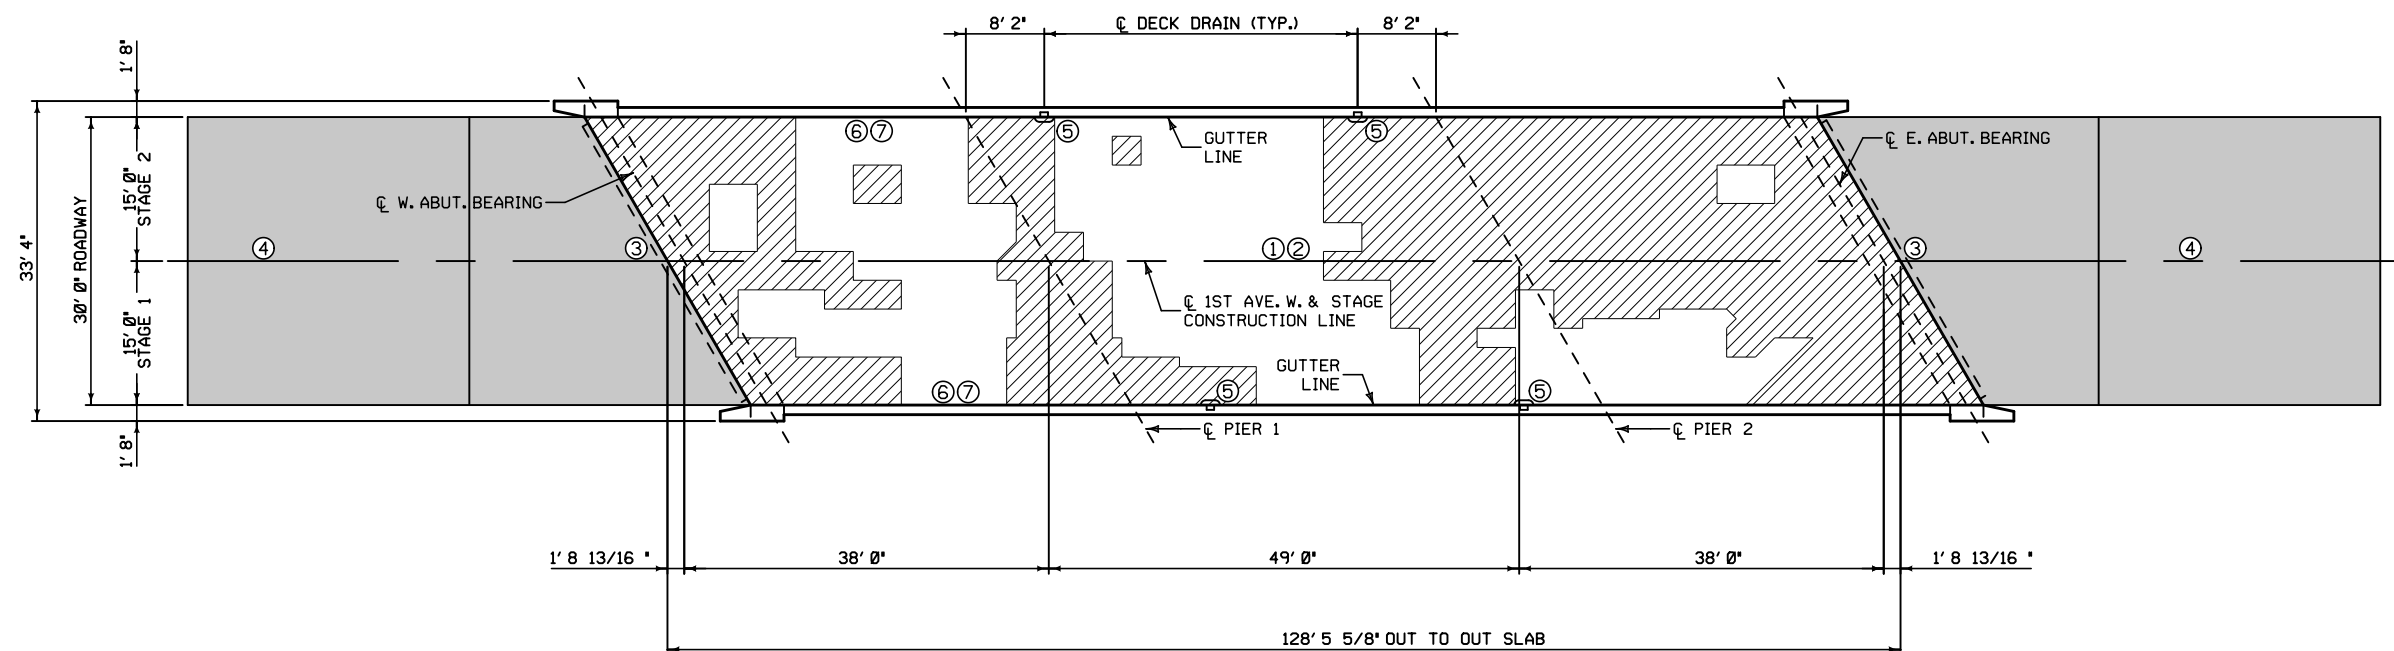 8' 2"
℄ DECK DRAIN (TYP.)
8' 2"
1' 8"
33' 4"
30' 0" ROADWAY
15' 0"
STAGE 2
15' 0"
STAGE 1
1' 8"
⑥⑦
⑤
⑤
GUTTER
LINE
℄ E. ABUT. BEARING
℄ W. ABUT. BEARING
④
③
①②
③
④
℄ 1ST AVE. W. & STAGE
CONSTRUCTION LINE
GUTTER
LINE
⑥⑦
⑤
⑤
℄ PIER 1
℄ PIER 2
1' 8 13/16 "
38' 0"
49' 0"
38' 0"
1' 8 13/16 "
128' 5 5/8" OUT TO OUT SLAB